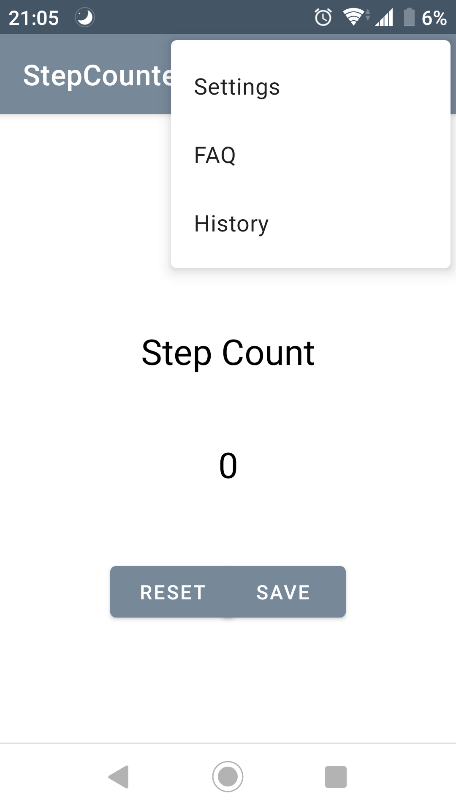 21:05 6%
StepCounte
Settings
FAQ
History
Step Count
0
RESET SAVE